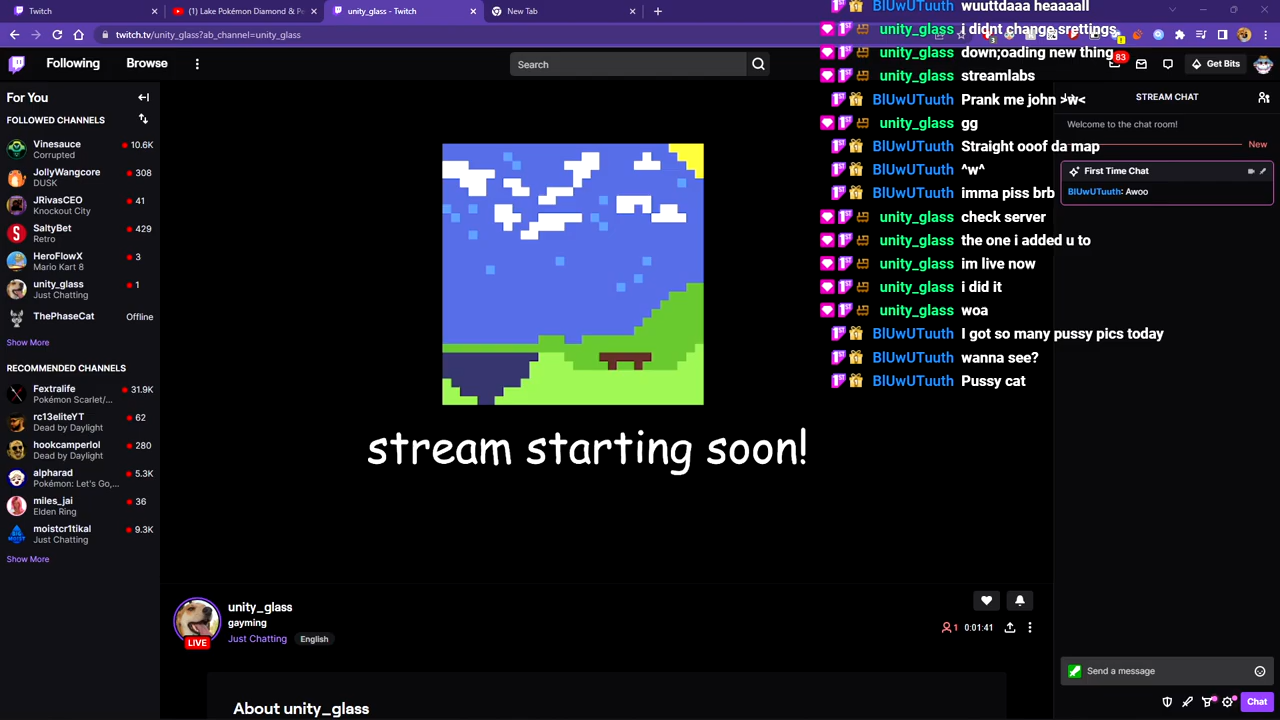 Twitch
(1) Lake Pokémon Diamond & Pe
unity_glass - Twitch
New Tab
twitch.tv/unity_glass?ab_channel=unity_glass
Following
Browse
Search
83
Get Bits
For You
FOLLOWED CHANNELS
Vinesauce
10.6K
Corrupted
JollyWangcore
308
DUSK
JRivasCEO
41
Knockout City
SaltyBet
429
Retro
HeroFlowX
3
Mario Kart 8
unity_glass
1
Just Chatting
ThePhaseCat
Offline
Show More
RECOMMENDED CHANNELS
Fextralife
31.9K
Pokémon Scarlet/...
rc13eliteYT
62
Dead by Daylight
hookcamperlol
280
Dead by Daylight
alpharad
5.3K
Pokémon: Let's Go,...
miles_jai
36
Elden Ring
moistcr1tikal
9.3K
Just Chatting
Show More
stream starting soon!
BlUwUTuuth wuuttdaaa heaaaall
unity_glass i didnt change srettings
unity_glass down;oading new thing
unity_glass streamlabs
BlUwUTuuth Prank me john >w<
unity_glass gg
BlUwUTuuth Straight ooof da map
BlUwUTuuth ^w^
BlUwUTuuth imma piss brb
unity_glass check server
unity_glass the one i added u to
unity_glass im live now
unity_glass i did it
unity_glass woa
BlUwUTuuth I got so many pussy pics today
BlUwUTuuth wanna see?
BlUwUTuuth Pussy cat
STREAM CHAT
Welcome to the chat room!
New
First Time Chat
BlUwUTuuth: Awoo
unity_glass
gayming
Just Chatting
English
LIVE
1
0:01:41
About unity_glass
Send a message
Chat